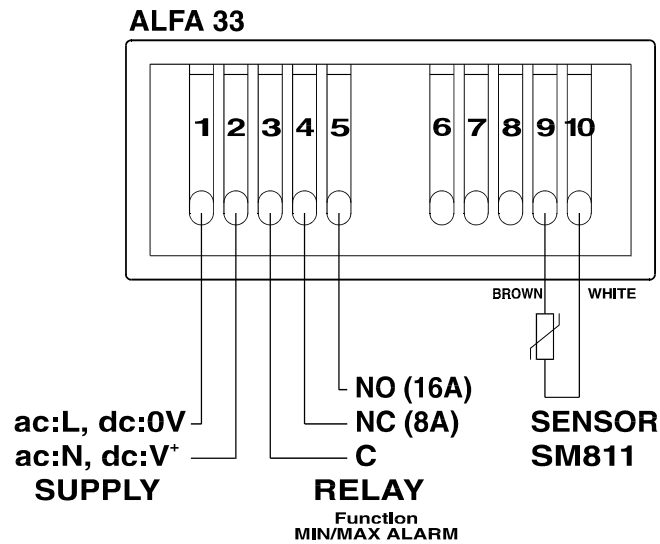 ALFA 33
1 2 3 4 5 6 7 8 9 10
BROWN WHITE
NO (16A)
ac:L, dc:0V NC (8A) SENSOR
ac:N, dc:V+ C SM811
SUPPLY RELAY
Function
MIN/MAX ALARM